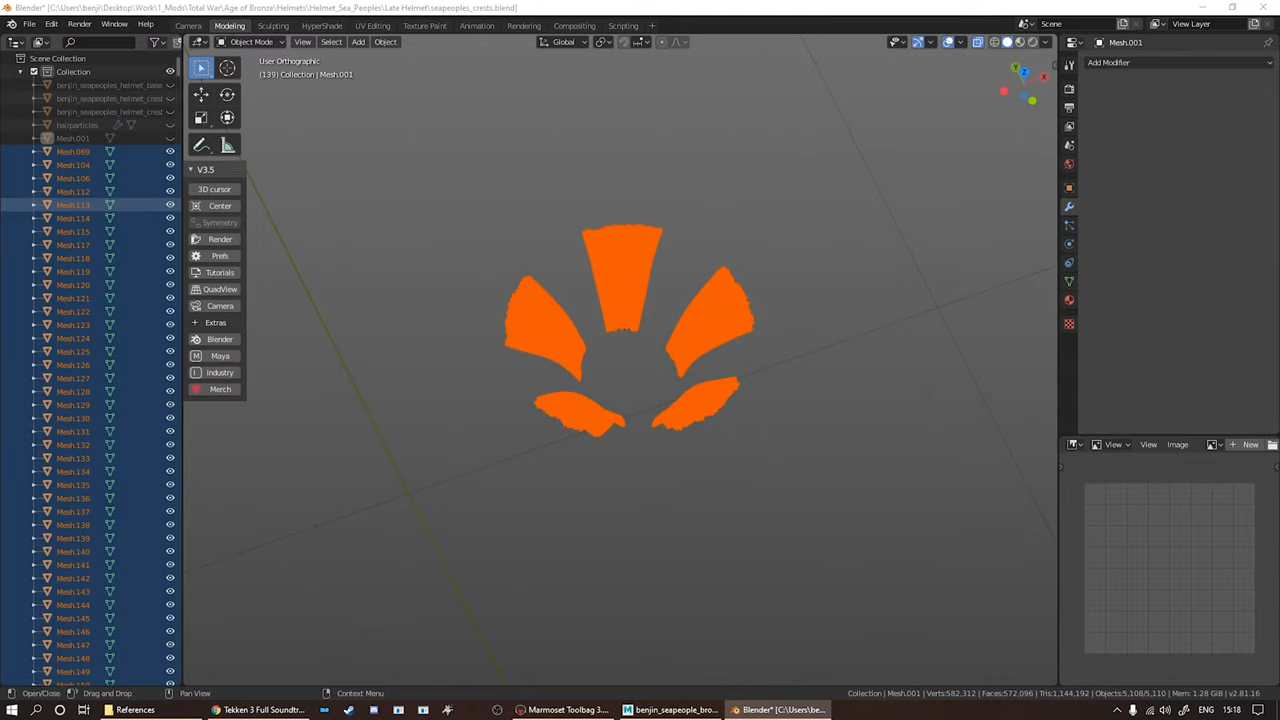 Blender* [C:\Users\benji\Desktop\Work\1_Mods\Total War\Age of Bronze\Helmets\Helmet_Sea_Peoples\Late Helmet\seapeoples_crests.blend]
File Edit Render Window Help Camera Modeling Sculpting HyperShade UV Editing Texture Paint Animation Rendering Compositing Scripting + Scene View Layer
Object Mode View Select Add Object Global Mesh.001
Scene Collection
Collection
benjin_seapeoples_helmet_base
benjin_seapeoples_helmet_crest
benjin_seapeoples_helmet_crest
hairparticles
Mesh.001
Mesh.069
Mesh.104
Mesh.106
Mesh.112
Mesh.113
Mesh.114
Mesh.115
Mesh.117
Mesh.118
Mesh.119
Mesh.120
Mesh.121
Mesh.122
Mesh.123
Mesh.124
Mesh.125
Mesh.126
Mesh.127
Mesh.128
Mesh.129
Mesh.130
Mesh.131
Mesh.132
Mesh.133
Mesh.134
Mesh.135
Mesh.136
Mesh.137
Mesh.138
Mesh.139
Mesh.140
Mesh.141
Mesh.142
Mesh.143
Mesh.144
Mesh.145
Mesh.146
Mesh.147
Mesh.148
Mesh.149
User Orthographic
(139) Collection | Mesh.001
V3.5
3D cursor
Center
Symmetry
Render
Prefs
Tutorials
QuadView
Camera
Extras
Blender
Maya
Industry
Merch
Y Z X
Add Modifier
View View Image New
Open/Close Drag and Drop Pan View Context Menu Collection | Mesh.001 | Verts:582,312 | Faces:572,096 | Tris:1,144,192 | Objects:5,108/5,110 | Mem: 1.28 GiB | v2.81.16
References Tekken 3 Full Soundtr... Marmoset Toolbag 3.... benjin_seapeople_bro... Blender* [C:\Users\be... 15:18